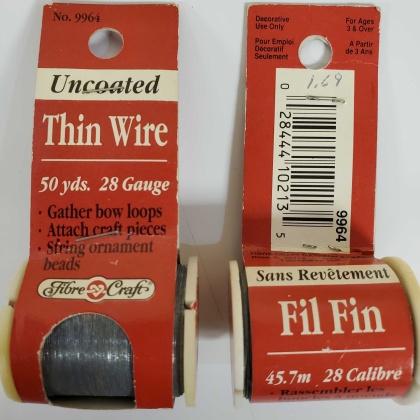 No. 9964
Uncoated
Thin Wire
50 yds. 28 Gauge
· Gather bow loops
· Attach craft pieces
· String ornament
beads
Fibre Craft
Decorative
Use Only
Pour Emploi
Décoratif
Seulement
For Ages
3 & Over
A Partir
de 3 Ans
1.69
0 28444 10213 5
9964
Sans Revêtement
Fil Fin
45.7m 28 Calibre
· Rassembler les